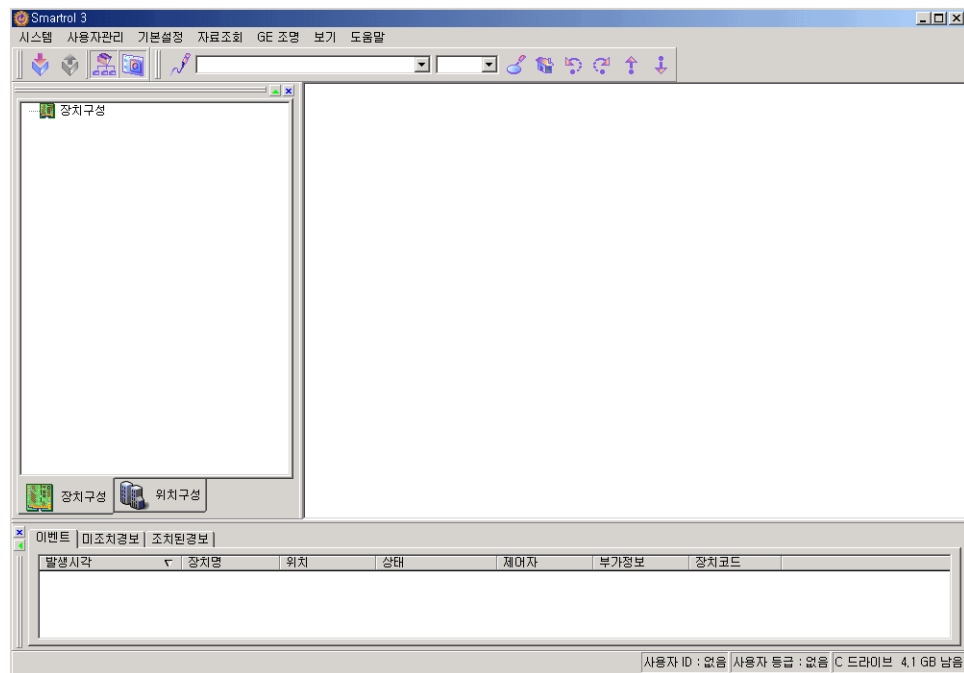 Smartrol 3
시스템 사용자관리 기본설정 자료조회 GE 조명 보기 도움말
장치구성
장치구성 위치구성
이벤트 미조치경보 조치된경보
발생시각 장치명 위치 상태 제어자 부가정보 장치코드
사용자 ID : 없음 사용자 등급 : 없음 C 드라이브 4,1 GB 남음